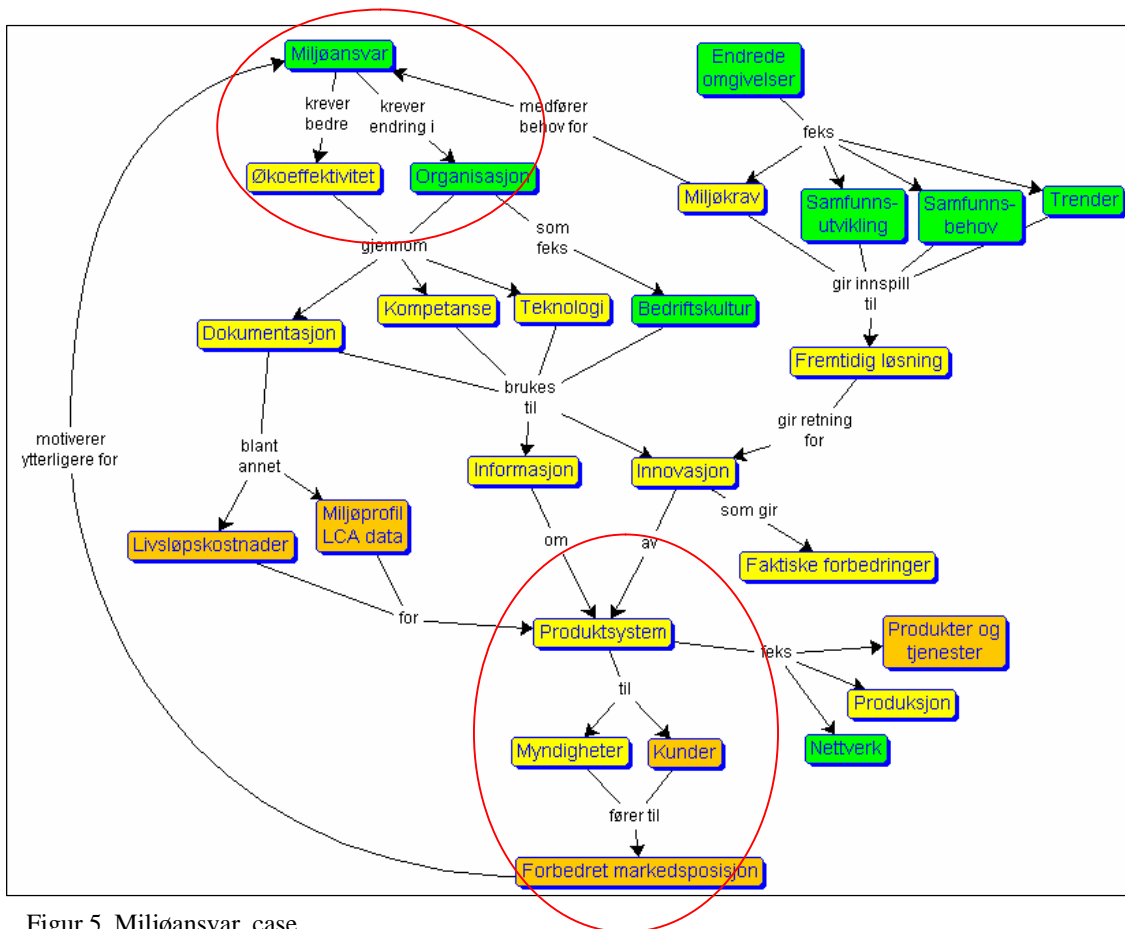 Miljøansvar
Endrede
omgivelser
krever
bedre
krever
endring i
medfører
behov for
feks
Økoeffektivitet
Organisasjon
Miljøkrav
Samfunns-
utvikling
Samfunns-
behov
Trender
gjennom
som
feks
gir innspill
til
Kompetanse
Teknologi
Bedriftskultur
Dokumentasjon
Fremtidig løsning
brukes
til
motiverer
ytterligere for
blant
annet
gir retning
for
Informasjon
Innovasjon
Livsløpskostnader
Miljøprofil
LCA data
som gir
om
av
Faktiske forbedringer
for
Produktsystem
feks
Produkter og
tjenester
til
Produksjon
Myndigheter
Kunder
Nettverk
fører til
Forbedret markedsposisjon
Figur 5 Miljøansvar, case